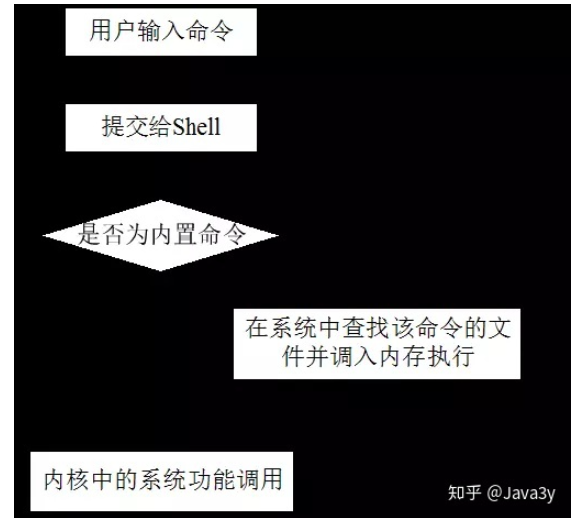 用户输入命令
提交给Shell
是否为内置命令
在系统中查找该命令的文
件并调入内存执行
内核中的系统功能调用
知乎 @Java3y